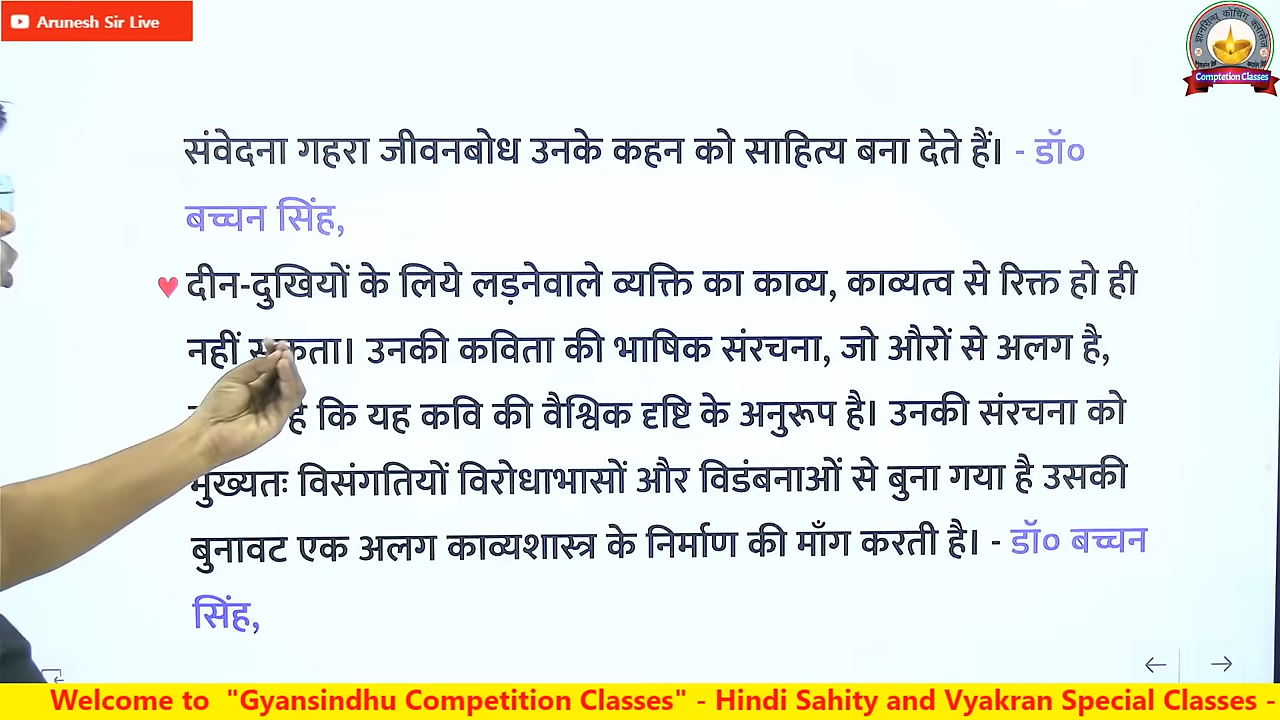 Arunesh Sir Live
ज्ञानसिन्धु कोचिंग क्लासेज
Comptetion Classes
संवेदना गहरा जीवनबोध उनके कहन को साहित्य बना देते हैं। - डॉ०
बच्चन सिंह,
♥ दीन-दुखियों के लिये लड़नेवाले व्यक्ति का काव्य, काव्यत्व से रिक्त हो ही
नहीं सकता। उनकी कविता की भाषिक संरचना, जो औरों से अलग है,
है कि यह कवि की वैश्विक दृष्टि के अनुरूप है। उनकी संरचना को
मुख्यतः विसंगतियों विरोधाभासों और विडंबनाओं से बुना गया है उसकी
बुनावट एक अलग काव्यशास्त्र के निर्माण की माँग करती है। - डॉ० बच्चन
सिंह,
Welcome to "Gyansindhu Competition Classes" - Hindi Sahity and Vyakran Special Classes -